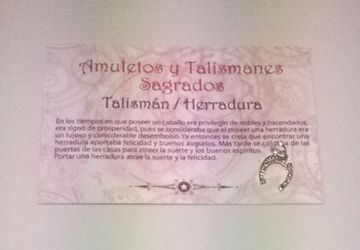 Amuletos y Talismanes
Sagrados
Talismán / Herradura
En los tiempos en que poseer un caballo era privilegio de nobles y hacendados,
era signo de prosperidad, pues se consideraba que el poseer una herradura era
un lujoso y considerable desembolso. Ya entonces se creía que encontrar una
herradura aportaba felicidad y buenos augurios. Más tarde se de las
puertas de las casas para atraer la suerte y los buenos espíritus.
Portar una herradura atrae la suerte y la felicidad.